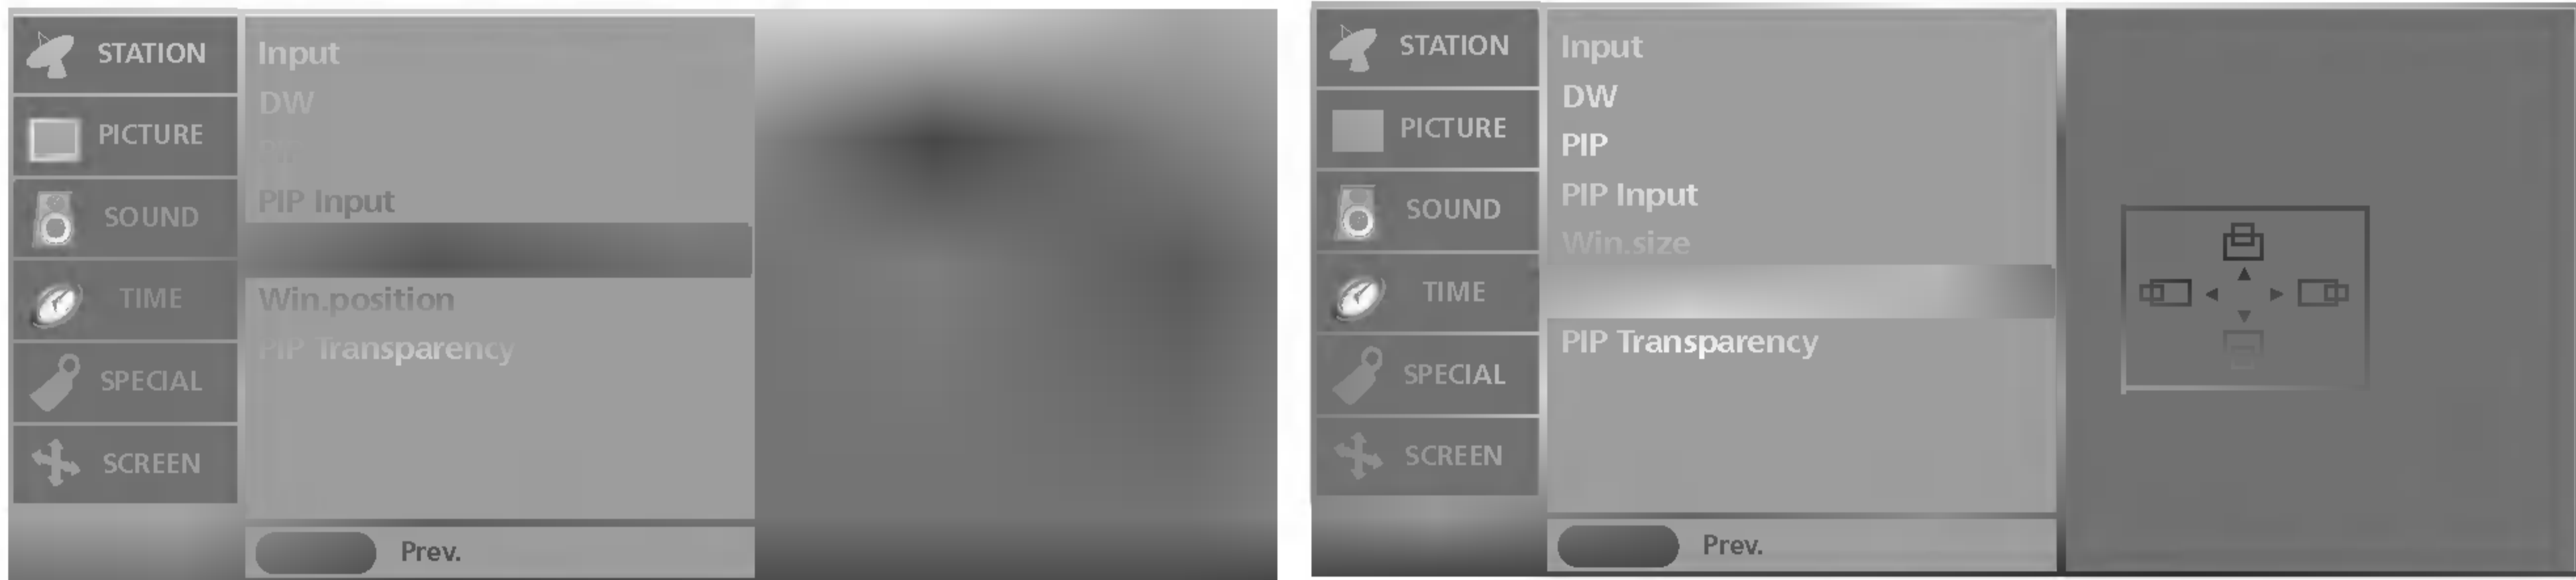 STATION
PICTURE
SOUND
TIME
SPECIAL
SCREEN
Input
DW
PIP
PIP Input
Win.position
PIP Transparency
Prev.
STATION
PICTURE
SOUND
TIME
SPECIAL
SCREEN
Input
DW
PIP
PIP Input
Win.size
PIP Transparency
Prev.